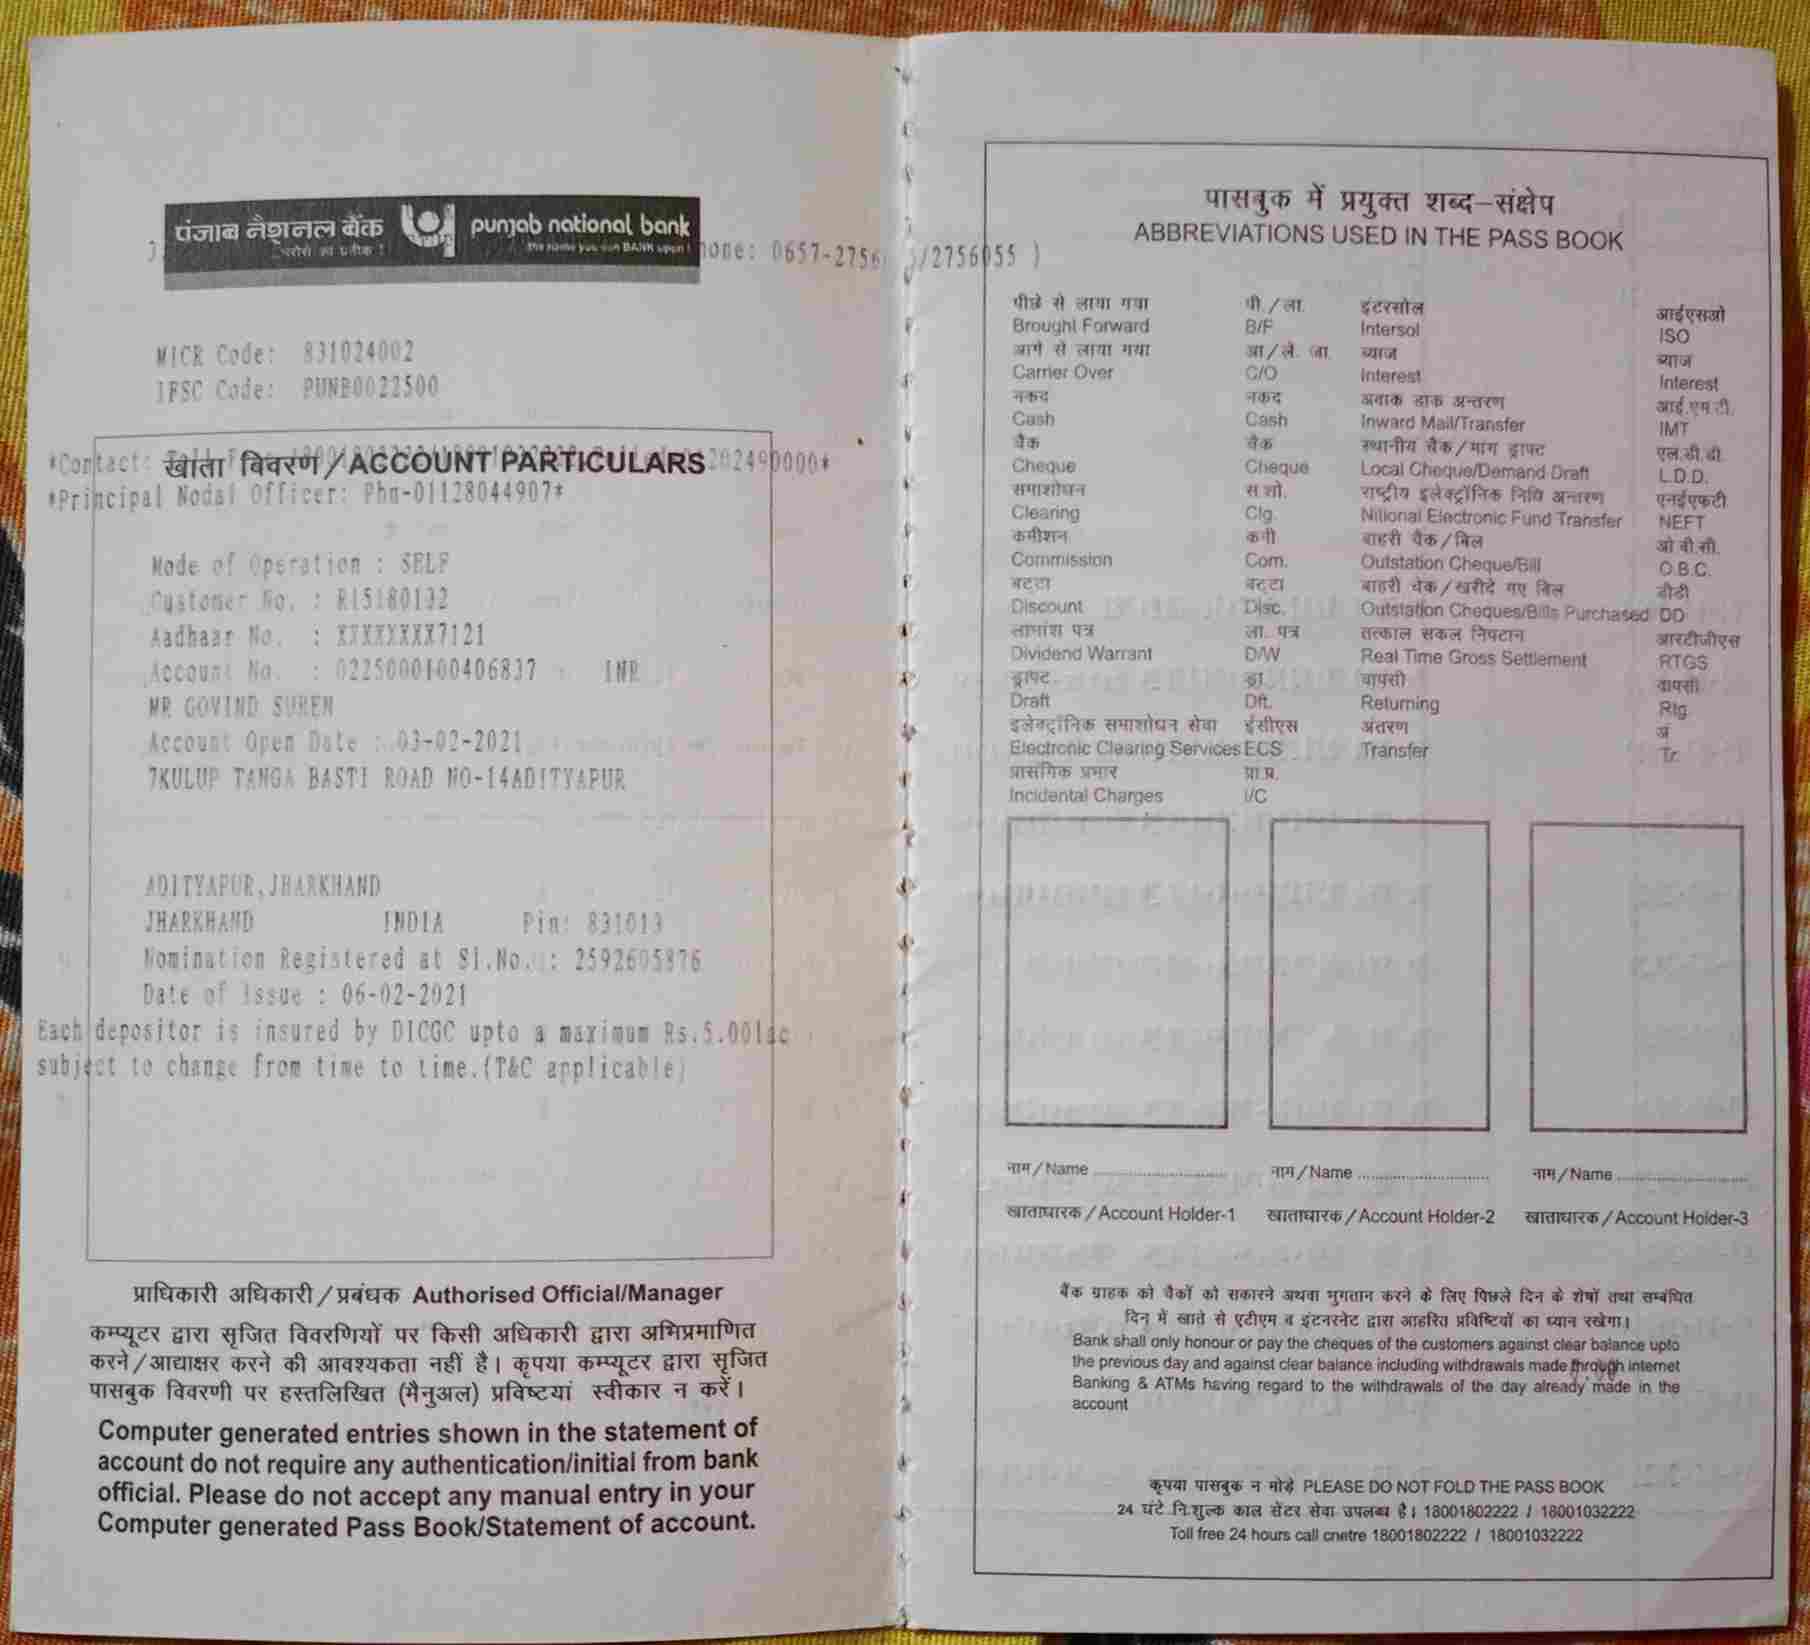 पंजाब नैशनल बैंक punjab national bank
भरोसे का प्रतीक ! the name you can BANK upon !
hone: 0657-2756 /2756055 )
MICR Code: 831024002
IFSC Code: PUNB0022500
खाता विवरण / ACCOUNT PARTICULARS
*Contact: 202490000*
*Principal Nodal Officer: Phn-01128044907*
Mode of Operation : SELF
Customer No. : R15180132
Aadhaar No. : XXXXXXXX7121
Account No. : 0225000100406837 INR
MR GOVIND SUREN
Account Open Date : 03-02-2021
7KULUP TANGA BASTI ROAD NO-14ADITYAPUR
ADITYAPUR,JHARKHAND
JHARKHAND INDIA Pin: 831013
Nomination Registered at Sl.No. : 2592605876
Date of Issue : 06-02-2021
Each depositor is insured by DICGC upto a maximum Rs.5.00lac
subject to change from time to time.(T&C applicable)
प्राधिकारी अधिकारी / प्रबंधक Authorised Official/Manager
कम्प्यूटर द्वारा सृजित विवरणियों पर किसी अधिकारी द्वारा अभिप्रमाणित
करने/आद्याक्षर करने की आवश्यकता नहीं है। कृपया कम्प्यूटर द्वारा सृजित
पासबुक विवरणी पर हस्तलिखित (मैनुअल) प्रविष्टयां स्वीकार न करें।
Computer generated entries shown in the statement of
account do not require any authentication/initial from bank
official. Please do not accept any manual entry in your
Computer generated Pass Book/Statement of account.
पासबुक में प्रयुक्त शब्द-संक्षेप
ABBREVIATIONS USED IN THE PASS BOOK
पीछे से लाया गया पी./ला. इंटरसोल आईएसओ
Brought Forward B/F Intersol ISO
आगे से लाया गया आ/ले. जा. ब्याज ब्याज
Carrier Over C/O Interest Interest
नकद नकद अवाक डाक अन्तरण आई.एम.टी.
Cash Cash Inward Mail/Transfer IMT
चैक चैक स्थानीय चैक/मांग ड्राफ्ट एल.डी.डी.
Cheque Cheque Local Cheque/Demand Draft L.D.D.
समाशोधन स.शो. राष्ट्रीय इलेक्ट्रॉनिक निधि अन्तरण एनईएफटी
Clearing Clg. Nitional Electronic Fund Transfer NEFT
कमीशन कमी बाहरी चैक/बिल ओ.बी.सी.
Commission Com. Outstation Cheque/Bill O.B.C.
बट्टा बट्टा बाहरी चेक/खरीदे गए बिल डीडी
Discount Disc. Outstation Cheques/Bills Purchased DD
लाभांश पत्र ला. पत्र तत्काल सकल निपटान आरटीजीएस
Dividend Warrant D/W Real Time Gross Settlement RTGS
ड्राफ्ट ड्रा. वापसी वापसी
Draft Dft. Returning Rtg.
इलेक्ट्रॉनिक समाशोधन सेवा ईसीएस अंतरण अं
Electronic Clearing Services ECS Transfer Tr.
प्रासंगिक प्रभार प्रा.प्र.
Incidental Charges I/C
नाम/Name नाम/Name नाम/Name
खाताधारक/Account Holder-1 खाताधारक/Account Holder-2 खाताधारक/Account Holder-3
बैंक ग्राहक को चैकों को सकारने अथवा भुगतान करने के लिए पिछले दिन के शेषों तथा सम्बंधित
दिन में खाते से एटीएम व इंटरनेट द्वारा आहरित प्रविष्टियों का ध्यान रखेगा।
Bank shall only honour or pay the cheques of the customers against clear balance upto
the previous day and against clear balance including withdrawals made through internet
Banking & ATMs having regard to the withdrawals of the day already made in the
account
कृपया पासबुक न मोड़े PLEASE DO NOT FOLD THE PASS BOOK
24 घंटे नि.शुल्क काल सेंटर सेवा उपलब्ध है। 18001802222 / 18001032222
Toll free 24 hours call cnetre 18001802222 / 18001032222